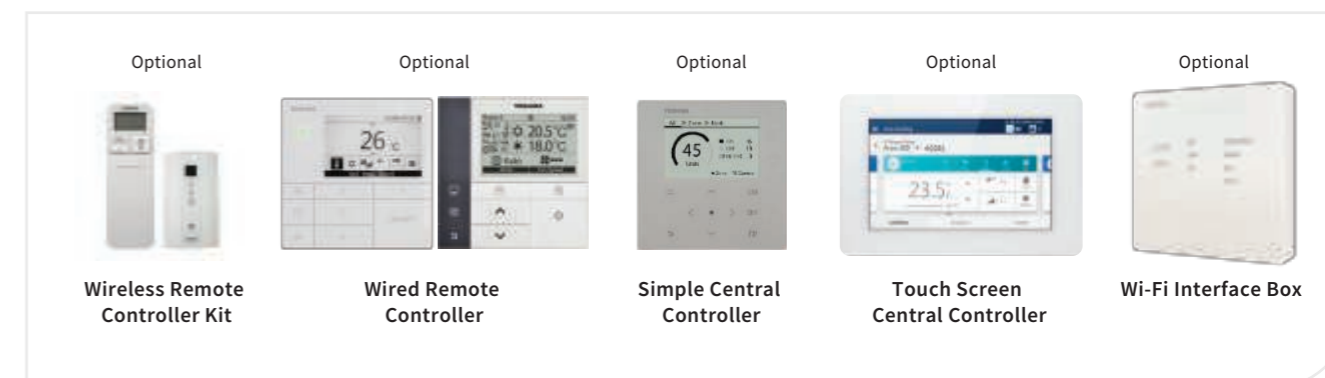 Optional
Optional
Optional
Optional
Optional
26
20.5°C
18.0°C
45
23.5
Wireless Remote
Controller Kit
Wired Remote
Controller
Simple Central
Controller
Touch Screen
Central Controller
Wi-Fi Interface Box